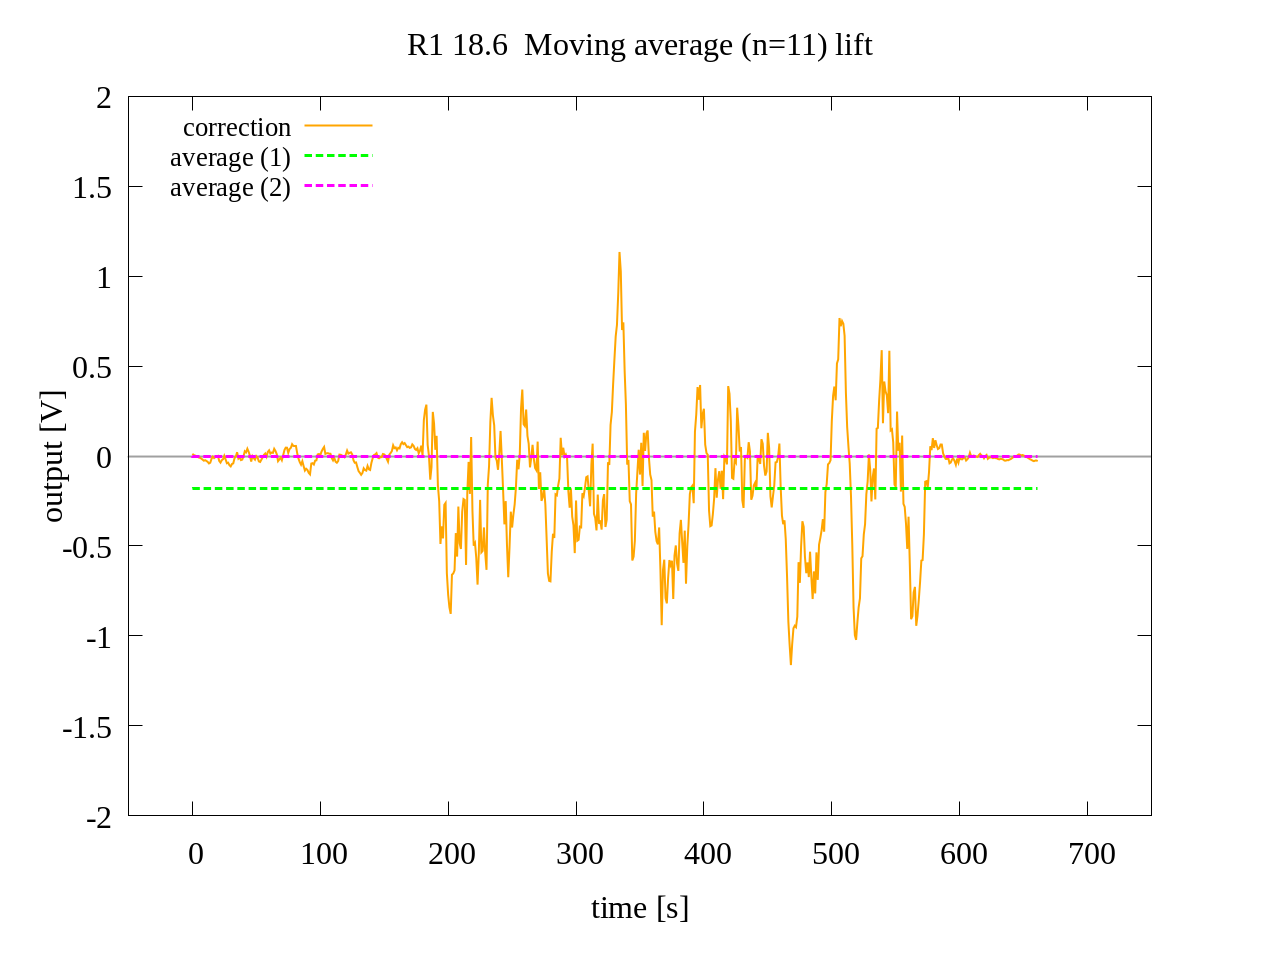 R1 18.6  Moving average (n=11) lift
correction
average (1)
average (2)
2
1.5
1
0.5
0
-0.5
-1
-1.5
-2
output [V]
0 100 200 300 400 500 600 700
time [s]